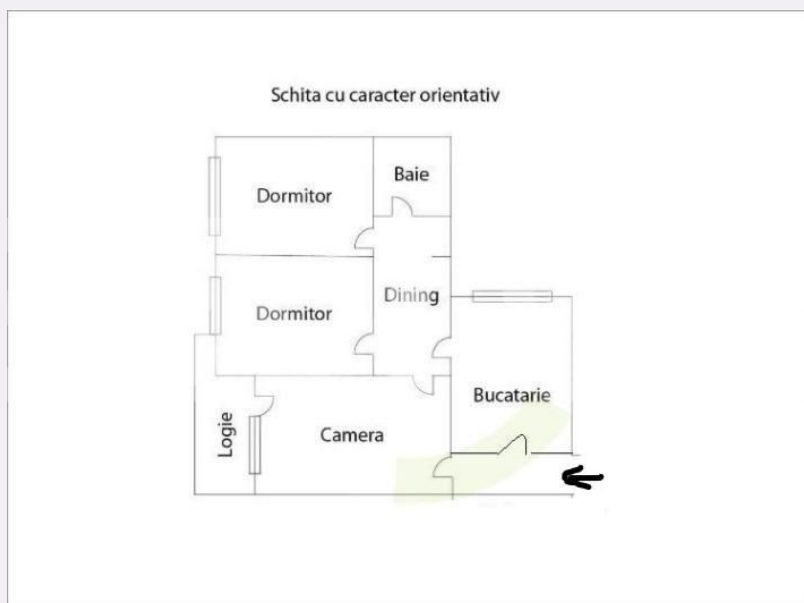 Schita cu caracter orientativ
Baie
Dormitor
Dining
Dormitor
Bucatarie
Logie
Camera